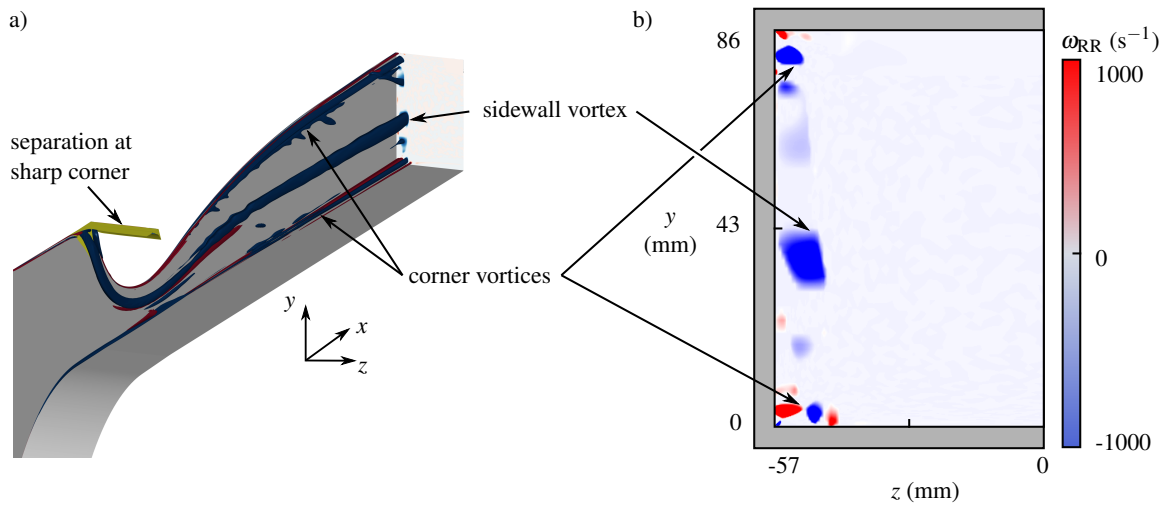 a)
separation at
sharp corner
sidewall vortex
corner vortices
y
x
z
b)
86
43
0
y
(mm)
-57
0
z (mm)
ωRR (s⁻¹)
1000
0
-1000